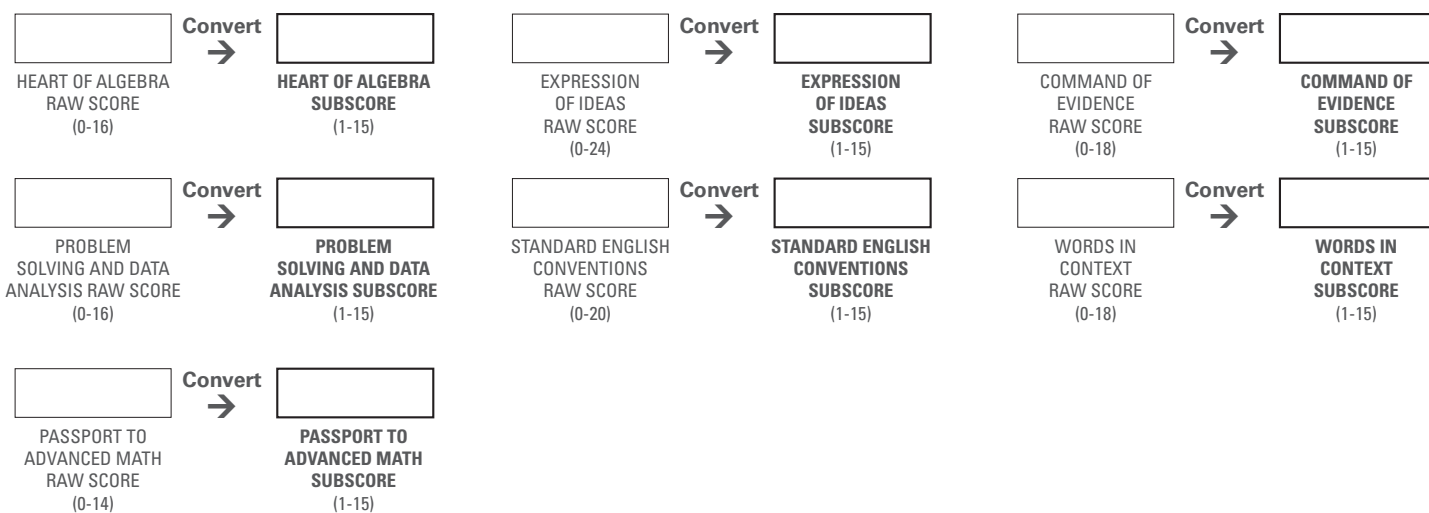 Convert
→
HEART OF ALGEBRA
RAW SCORE
(0-16)
HEART OF ALGEBRA
SUBSCORE
(1-15)
Convert
→
EXPRESSION
OF IDEAS
RAW SCORE
(0-24)
EXPRESSION
OF IDEAS
SUBSCORE
(1-15)
Convert
→
COMMAND OF
EVIDENCE
RAW SCORE
(0-18)
COMMAND OF
EVIDENCE
SUBSCORE
(1-15)
Convert
→
PROBLEM
SOLVING AND DATA
ANALYSIS RAW SCORE
(0-16)
PROBLEM
SOLVING AND DATA
ANALYSIS SUBSCORE
(1-15)
Convert
→
STANDARD ENGLISH
CONVENTIONS
RAW SCORE
(0-20)
STANDARD ENGLISH
CONVENTIONS
SUBSCORE
(1-15)
Convert
→
WORDS IN
CONTEXT
RAW SCORE
(0-18)
WORDS IN
CONTEXT
SUBSCORE
(1-15)
Convert
→
PASSPORT TO
ADVANCED MATH
RAW SCORE
(0-14)
PASSPORT TO
ADVANCED MATH
SUBSCORE
(1-15)